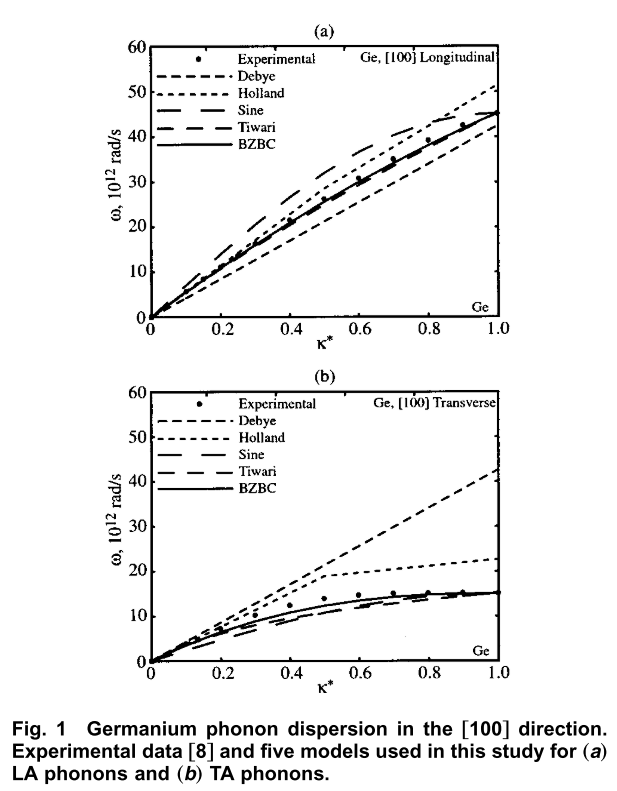 (a)
60
50
40
30
20
10
0
ω, 10¹² rad/s
Experimental
Debye
Holland
Sine
Tiwari
BZBC
Ge, [100] Longitudinal
Ge
0 0.2 0.4 0.6 0.8 1.0
κ*
(b)
60
50
40
30
20
10
0
ω, 10¹² rad/s
Experimental
Debye
Holland
Sine
Tiwari
BZBC
Ge, [100] Transverse
Ge
0 0.2 0.4 0.6 0.8 1.0
κ*
Fig. 1 Germanium phonon dispersion in the [100] direction.
Experimental data [8] and five models used in this study for (a)
LA phonons and (b) TA phonons.